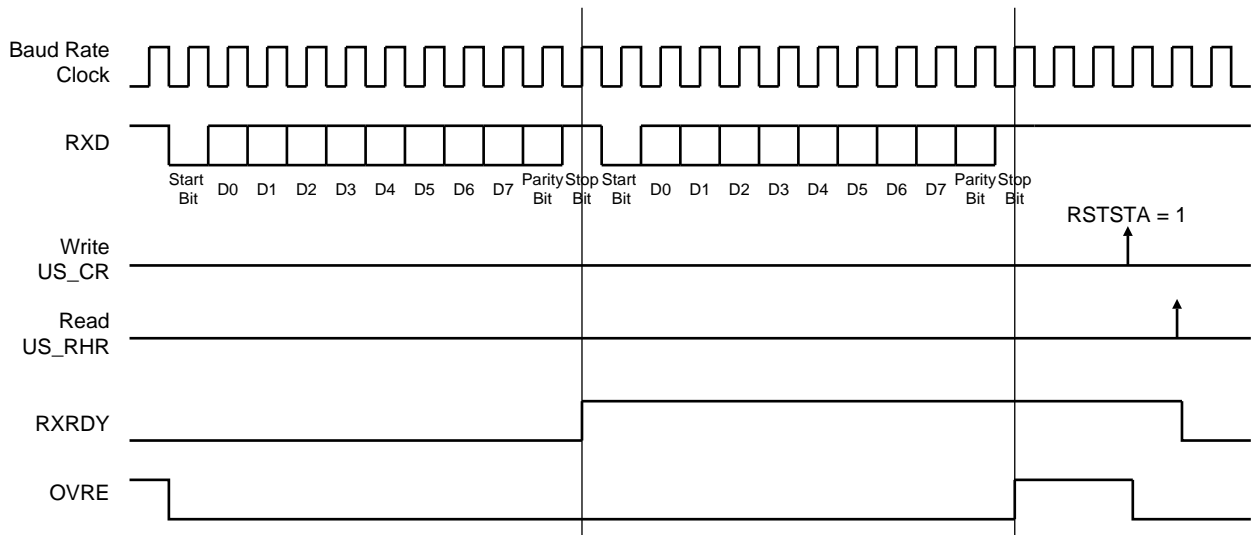 Baud Rate
Clock
RXD
Start
Bit
D0
D1
D2
D3
D4
D5
D6
D7
Parity
Bit
Stop
Bit
Start
Bit
D0
D1
D2
D3
D4
D5
D6
D7
Parity
Bit
Stop
Bit
RSTSTA = 1
Write
US_CR
Read
US_RHR
RXRDY
OVRE